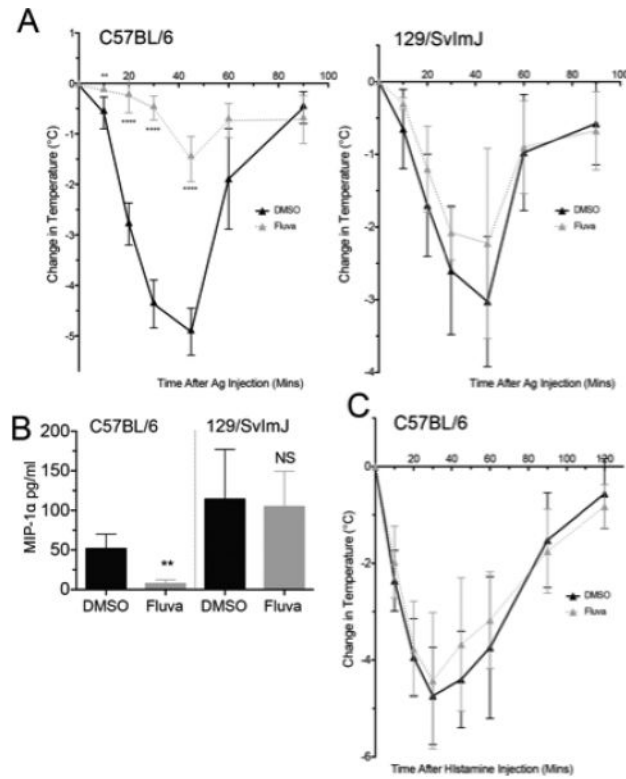 A
C57BL/6
129/SvImJ
1
0
-1
-2
-3
-4
-5
20
40
60
80
100
**
****
****
****
DMSO
Fluva
Change in Temperature (°C)
Time After Ag Injection (Mins)
0
-1
-2
-3
-4
20
40
60
80
100
DMSO
Fluva
Change in Temperature (°C)
Time After Ag Injection (Mins)
B
C57BL/6
129/SvImJ
MIP-1α pg/ml
200
150
100
50
0
**
NS
DMSO
Fluva
DMSO
Fluva
C
C57BL/6
0
-2
-4
-6
20
40
60
80
100
120
DMSO
Fluva
Change in Temperature (°C)
Time After HIstamine Injection (Mins)